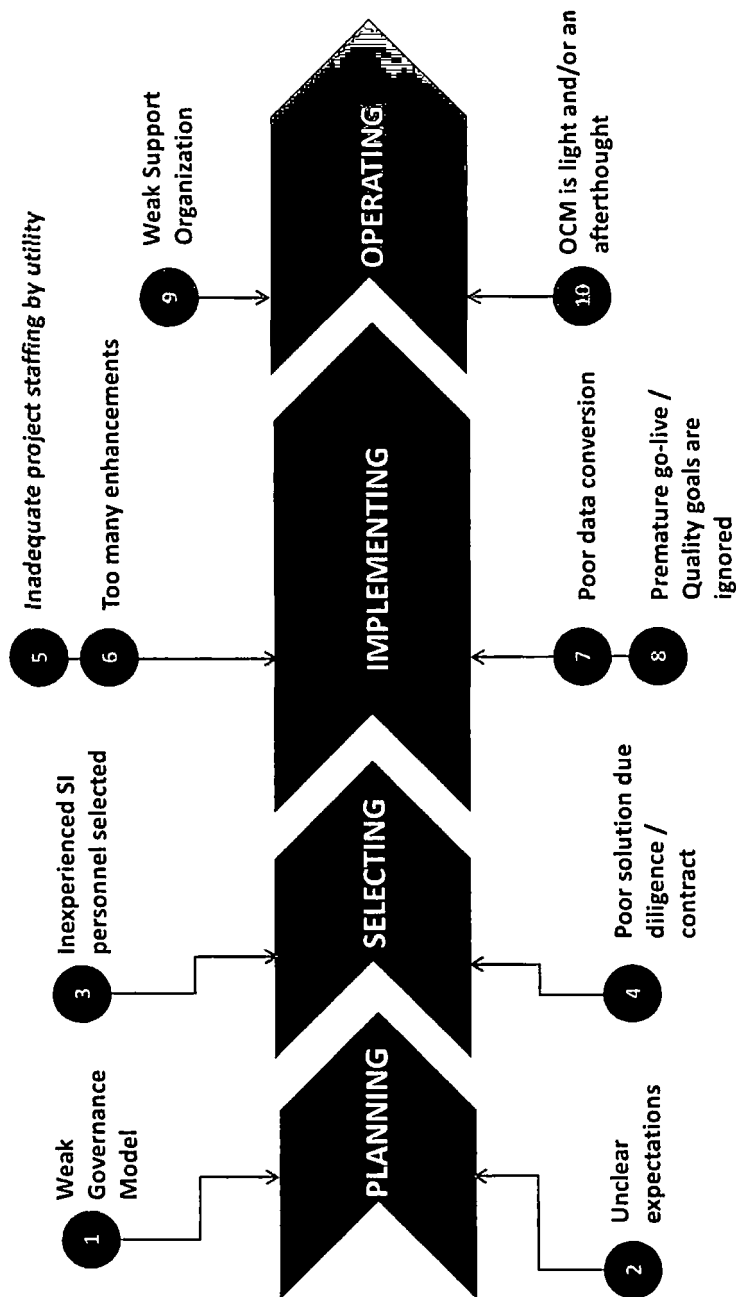 1
Weak
Governance
Model
2
Unclear
expectations
PLANNING
3
Inexperienced SI
personnel selected
4
Poor solution due
diligence /
contract
SELECTING
5
Inadequate project staffing by utility
6
Too many enhancements
7
Poor data conversion
8
Premature go-live /
Quality goals are
ignored
IMPLEMENTING
9
Weak Support
Organization
10
OCM is light and/or an
afterthought
OPERATING